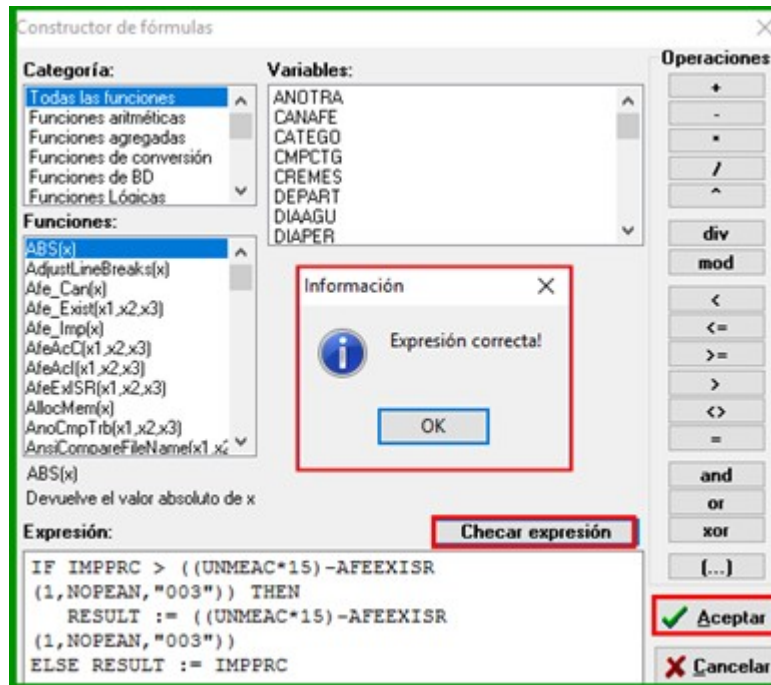 Constructor de fórmulas
Categoría:
Todas las funciones
Funciones aritméticas
Funciones agregadas
Funciones de conversión
Funciones de BD
Funciones Lógicas
Variables:
ANOTRA
CANAFE
CATEGO
CMPCTG
CREMES
DEPART
DIAAGU
DIAPER
Funciones:
ABS(x)
AdjustLineBreaks(x)
Afe_Can(x)
Afe_Exist(x1,x2,x3)
Afe_Imp(x)
AfeAcC(x1,x2,x3)
AfeAcI(x1,x2,x3)
AfeExISR(x1,x2,x3)
AllocMem(x)
AnoCmpTrb(x1,x2)
AnsiCompareFileName(x1,x2
ABS(x)
Devuelve el valor absoluto de x
Información
Expresión correcta!
OK
Expresión:
Checar expresión
IF IMPPRC > ((UNMEAC*15)-AFEEXISR
(1,NOPEAN,"003")) THEN
RESULT := ((UNMEAC*15)-AFEEXISR
(1,NOPEAN,"003"))
ELSE RESULT := IMPPRC
Operaciones
+
-
*
/
^
div
mod
<
<=
>=
>
<>
=
and
or
xor
(...)
Aceptar
Cancelar